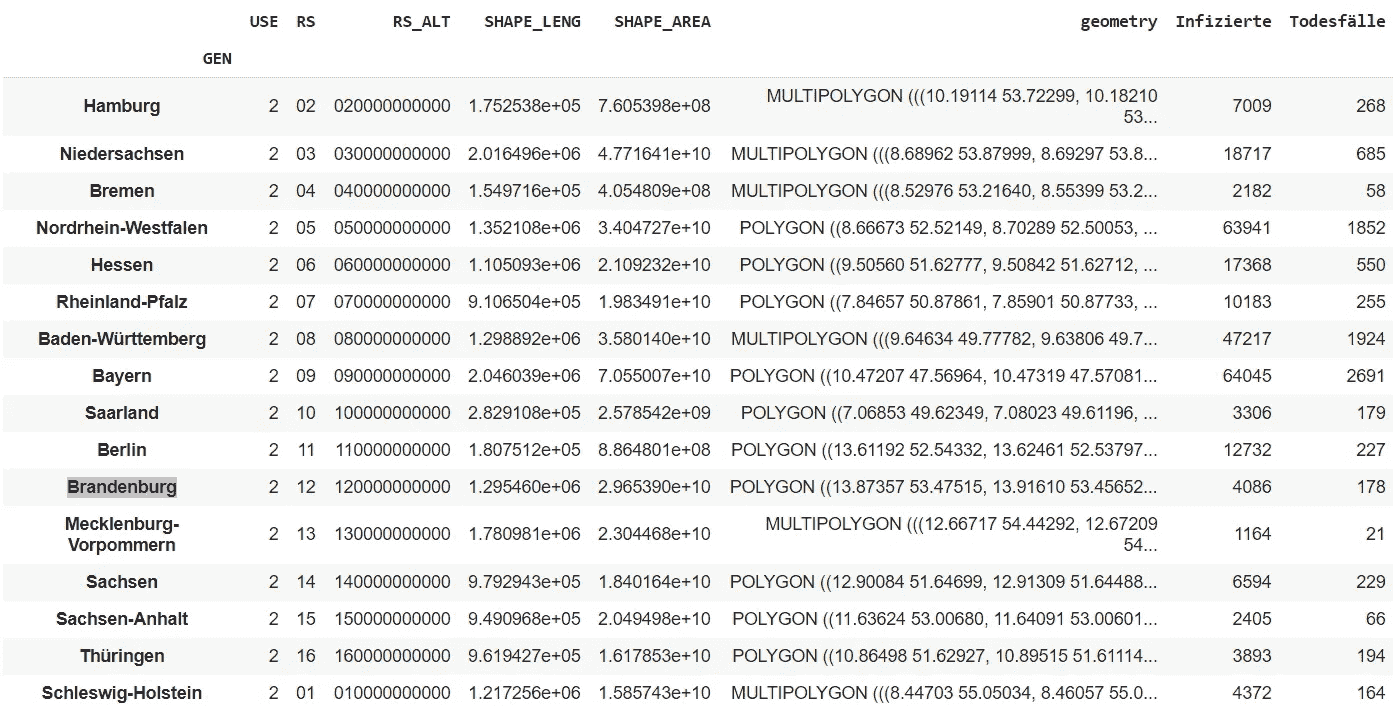 USE RS RS_ALT SHAPE_LENG SHAPE_AREA geometry Infizierte Todesfälle
GEN
Hamburg 2 02 020000000000 1.752538e+05 7.605398e+08 MULTIPOLYGON (((10.19114 53.72299, 10.18210 7009 268
53...
Niedersachsen 2 03 030000000000 2.016496e+06 4.771641e+10 MULTIPOLYGON (((8.68962 53.87999, 8.69297 53.8... 18717 685
Bremen 2 04 040000000000 1.549716e+05 4.054809e+08 MULTIPOLYGON (((8.52976 53.21640, 8.55399 53.2... 2182 58
Nordrhein-Westfalen 2 05 050000000000 1.352108e+06 3.404727e+10 POLYGON ((8.66673 52.52149, 8.70289 52.50053, ... 63941 1852
Hessen 2 06 060000000000 1.105093e+06 2.109232e+10 POLYGON ((9.50560 51.62777, 9.50842 51.62712, ... 17368 550
Rheinland-Pfalz 2 07 070000000000 9.106504e+05 1.983491e+10 POLYGON ((7.84657 50.87861, 7.85901 50.87733, ... 10183 255
Baden-Württemberg 2 08 080000000000 1.298892e+06 3.580140e+10 MULTIPOLYGON (((9.64634 49.77782, 9.63806 49.7... 47217 1924
Bayern 2 09 090000000000 2.046039e+06 7.055007e+10 POLYGON ((10.47207 47.56964, 10.47319 47.57081... 64045 2691
Saarland 2 10 100000000000 2.829108e+05 2.578542e+09 POLYGON ((7.06853 49.62349, 7.08023 49.61196, ... 3306 179
Berlin 2 11 110000000000 1.807512e+05 8.864801e+08 POLYGON ((13.61192 52.54332, 13.62461 52.53797... 12732 227
Brandenburg 2 12 120000000000 1.295460e+06 2.965390e+10 POLYGON ((13.87357 53.47515, 13.91610 53.45652... 4086 178
Mecklenburg-
Vorpommern 2 13 130000000000 1.780981e+06 2.304468e+10 MULTIPOLYGON (((12.66717 54.44292, 12.67209 1164 21
54...
Sachsen 2 14 140000000000 9.792943e+05 1.840164e+10 POLYGON ((12.90084 51.64699, 12.91309 51.64488... 6594 229
Sachsen-Anhalt 2 15 150000000000 9.490968e+05 2.049498e+10 POLYGON ((11.63624 53.00680, 11.64091 53.00601... 2405 66
Thüringen 2 16 160000000000 9.619427e+05 1.617853e+10 POLYGON ((10.86498 51.62927, 10.89515 51.61114... 3893 194
Schleswig-Holstein 2 01 010000000000 1.217256e+06 1.585743e+10 MULTIPOLYGON (((8.44703 55.05034, 8.46057 55.0... 4372 164